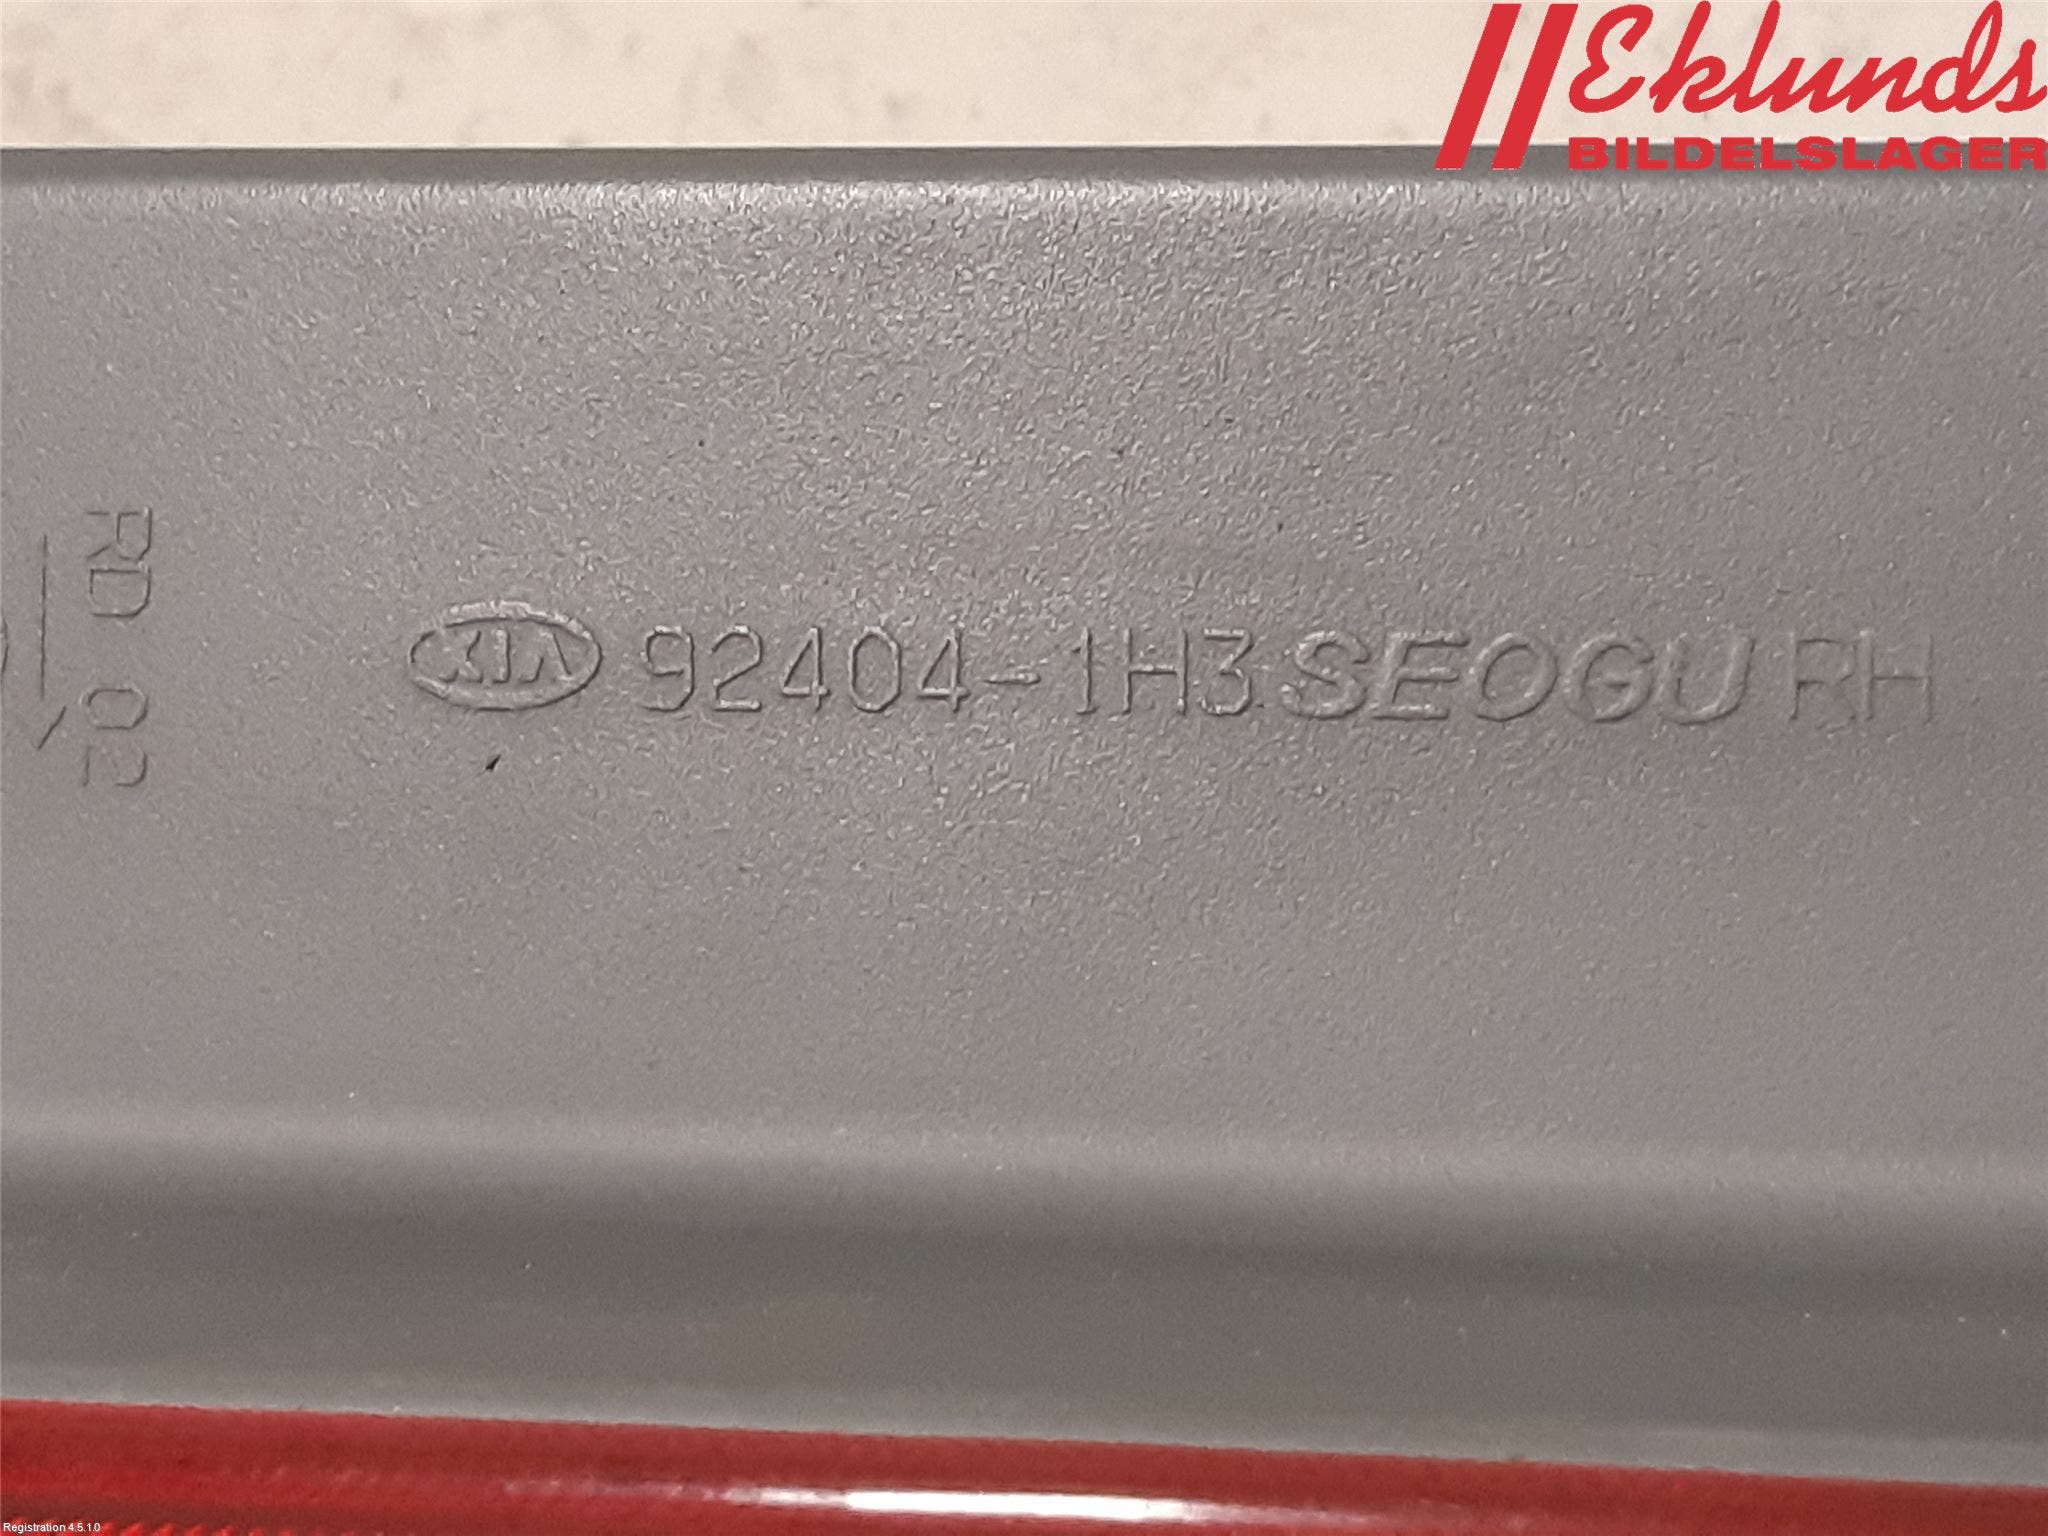 Eklunds
BILDELSLAGER
RD 02
KIA 92404-1H3 SEOGU RH
Registration 4.5.1.0